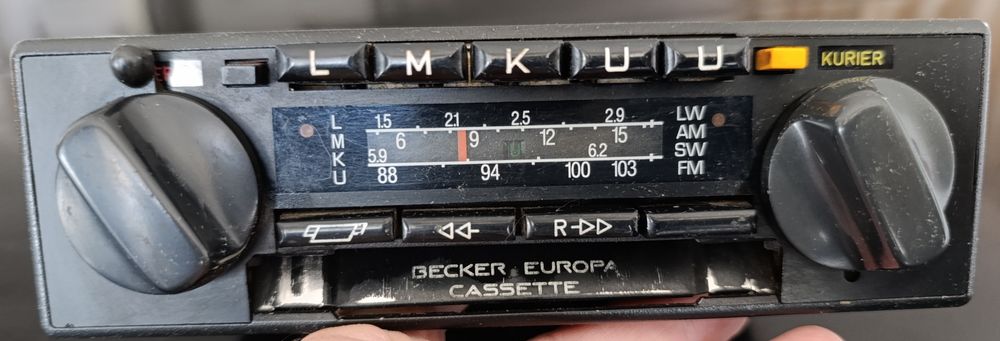 L M K U U KURIER
L 1.5 2.1 2.5 2.9 LW
M 6 9 12 15 AM
K 5.9 6.2 SW
U 88 94 100 103 FM
R
BECKER EUROPA
CASSETTE